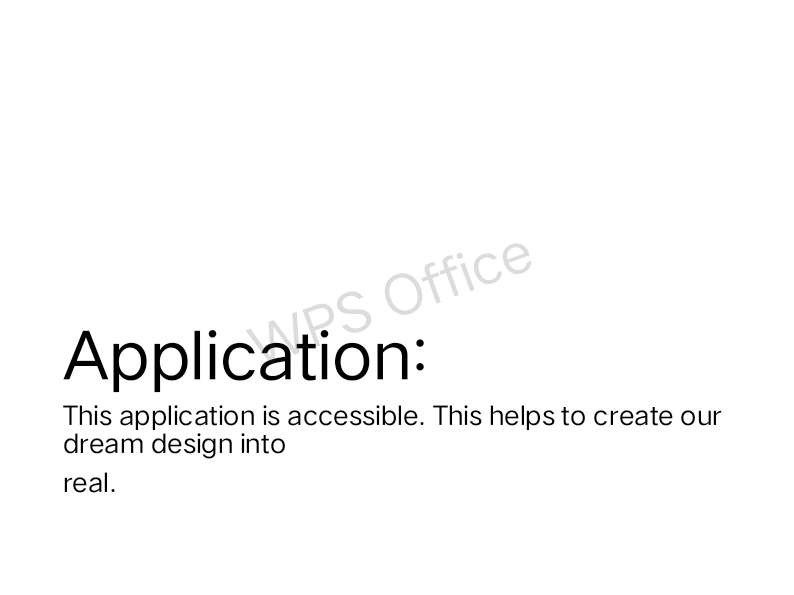 WPS Office
Application:
This application is accessible. This helps to create our
dream design into
real.